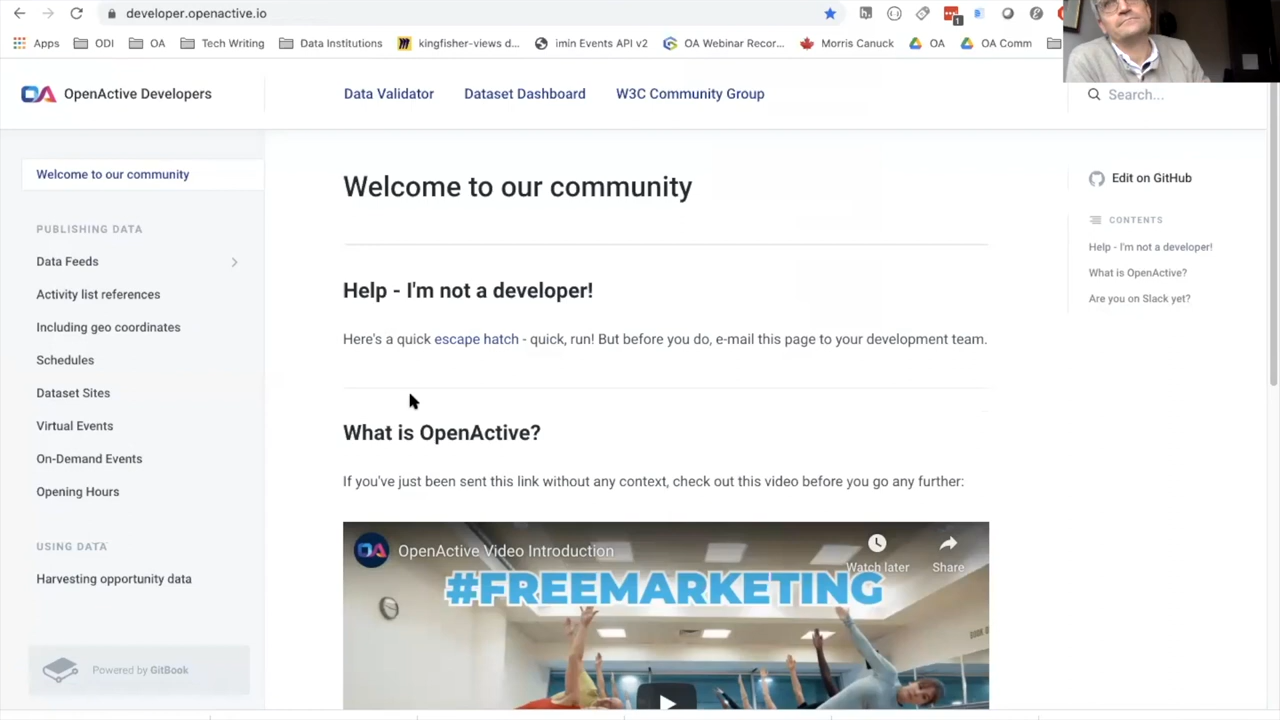 developer.openactive.io
1
Apps
ODI
OA
Tech Writing
Data Institutions
kingfisher-views d...
imin Events API v2
OA Webinar Recor...
Morris Canuck
OA
OA Comm
OA OpenActive Developers
Data Validator
Dataset Dashboard
W3C Community Group
Search...
Welcome to our community
PUBLISHING DATA
Data Feeds
Activity list references
Including geo coordinates
Schedules
Dataset Sites
Virtual Events
On-Demand Events
Opening Hours
USING DATA
Harvesting opportunity data
Powered by GitBook
Welcome to our community
Help - I'm not a developer!
Here's a quick escape hatch - quick, run! But before you do, e-mail this page to your development team.
What is OpenActive?
If you've just been sent this link without any context, check out this video before you go any further:
OA OpenActive Video Introduction
Watch later
Share
#FREEMARKETING
Edit on GitHub
CONTENTS
Help - I'm not a developer!
What is OpenActive?
Are you on Slack yet?